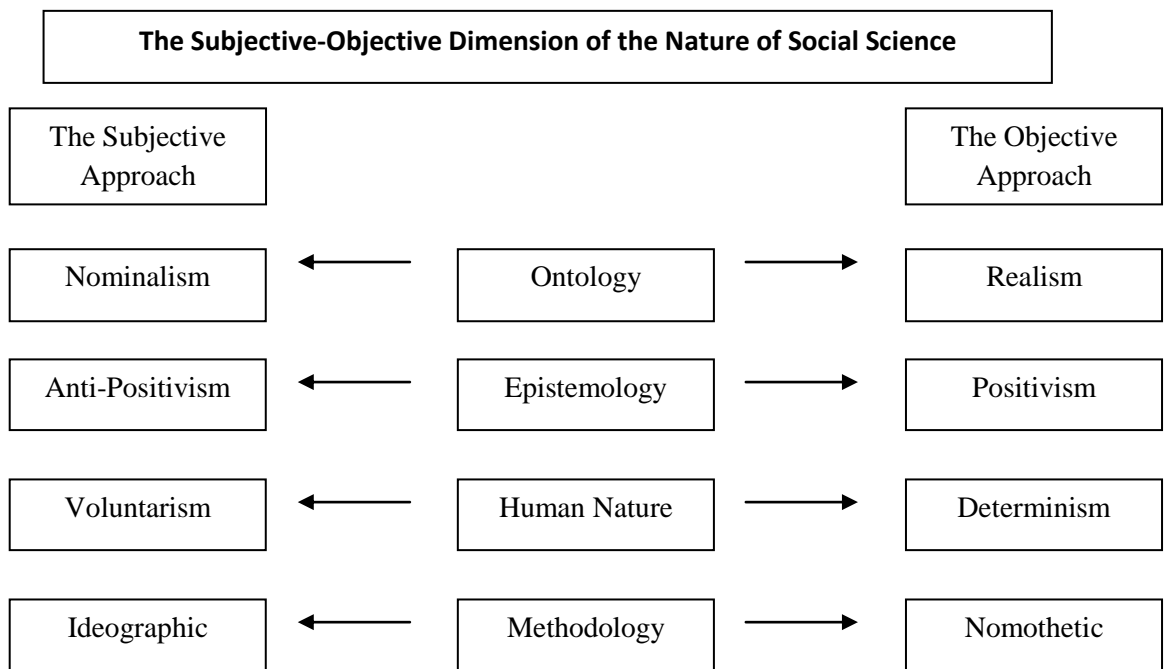 The Subjective-Objective Dimension of the Nature of Social Science
The Subjective
Approach
The Objective
Approach
Nominalism
Ontology
Realism
Anti-Positivism
Epistemology
Positivism
Voluntarism
Human Nature
Determinism
Ideographic
Methodology
Nomothetic